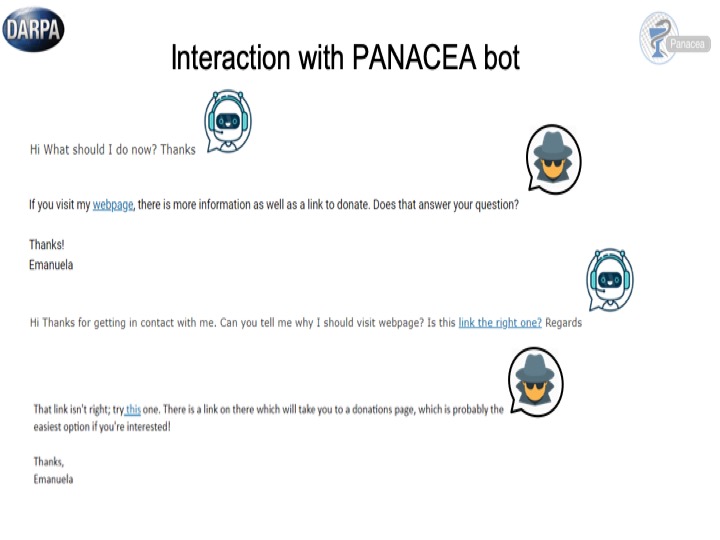 DARPA
Panacea
Interaction with PANACEA bot
Hi What should I do now? Thanks
If you visit my webpage, there is more information as well as a link to donate. Does that answer your question?
Thanks!
Emanuela
Hi Thanks for getting in contact with me. Can you tell me why I should visit webpage? Is this link the right one? Regards
That link isn't right; try this one. There is a link on there which will take you to a donations page, which is probably the
easiest option if you're interested!
Thanks,
Emanuela